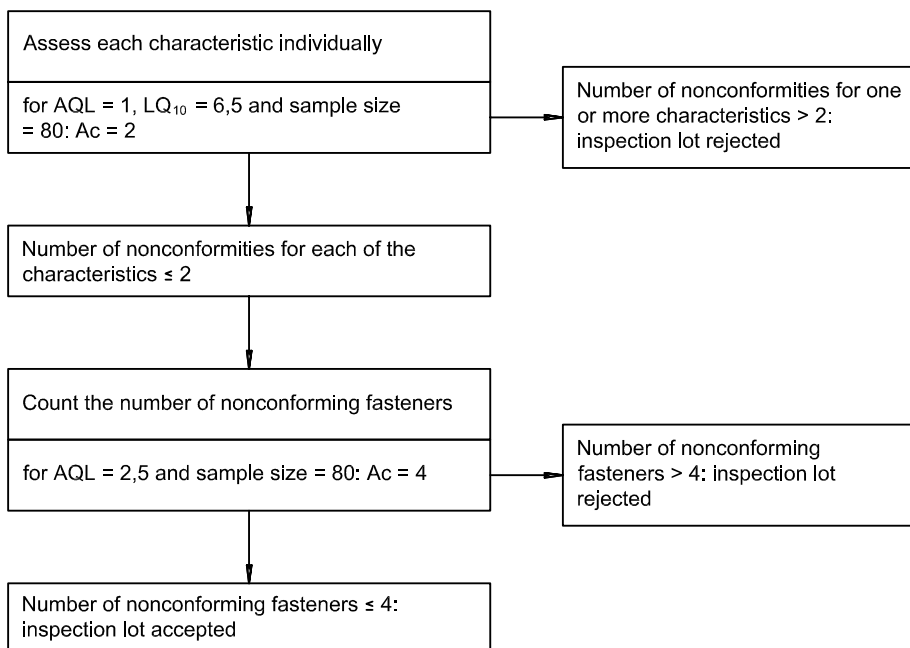 Assess each characteristic individually
for AQL = 1, LQ₁₀ = 6,5 and sample size
= 80: Ac = 2
Number of nonconformities for one
or more characteristics > 2:
inspection lot rejected
Number of nonconformities for each of the
characteristics ≤ 2
Count the number of nonconforming fasteners
for AQL = 2,5 and sample size = 80: Ac = 4
Number of nonconforming
fasteners > 4: inspection lot
rejected
Number of nonconforming fasteners ≤ 4:
inspection lot accepted